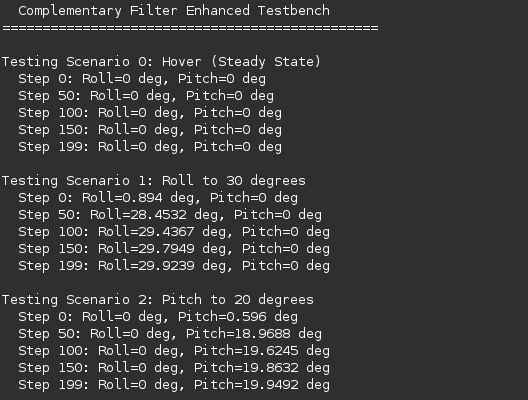 Complementary Filter Enhanced Testbench
===============================================
Testing Scenario 0: Hover (Steady State)
Step 0: Roll=0 deg, Pitch=0 deg
Step 50: Roll=0 deg, Pitch=0 deg
Step 100: Roll=0 deg, Pitch=0 deg
Step 150: Roll=0 deg, Pitch=0 deg
Step 199: Roll=0 deg, Pitch=0 deg
Testing Scenario 1: Roll to 30 degrees
Step 0: Roll=0.894 deg, Pitch=0 deg
Step 50: Roll=28.4532 deg, Pitch=0 deg
Step 100: Roll=29.4367 deg, Pitch=0 deg
Step 150: Roll=29.7949 deg, Pitch=0 deg
Step 199: Roll=29.9239 deg, Pitch=0 deg
Testing Scenario 2: Pitch to 20 degrees
Step 0: Roll=0 deg, Pitch=0.596 deg
Step 50: Roll=0 deg, Pitch=18.9688 deg
Step 100: Roll=0 deg, Pitch=19.6245 deg
Step 150: Roll=0 deg, Pitch=19.8632 deg
Step 199: Roll=0 deg, Pitch=19.9492 deg